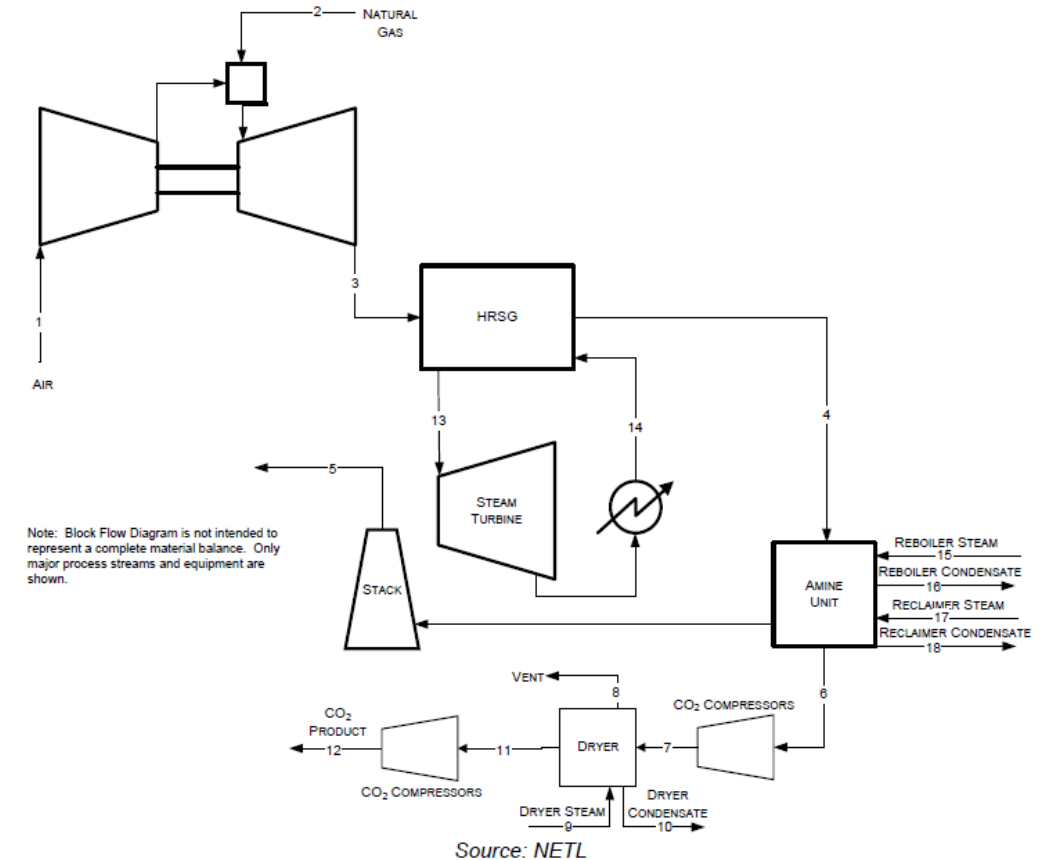 2
NATURAL
GAS
3
HRSG
1
AIR
4
13
14
5
STEAM
TURBINE
Note: Block Flow Diagram is not intended to
represent a complete material balance. Only
major process streams and equipment are
shown.
STACK
AMINE
UNIT
REBOILER STEAM
15
REBOILER CONDENSATE
16
RECLAIMER STEAM
17
RECLAIMER CONDENSATE
18
VENT
8
6
CO2 COMPRESSORS
CO2
PRODUCT
12
11
DRYER
7
CO2 COMPRESSORS
DRYER STEAM
9
DRYER
CONDENSATE
10
Source: NETL